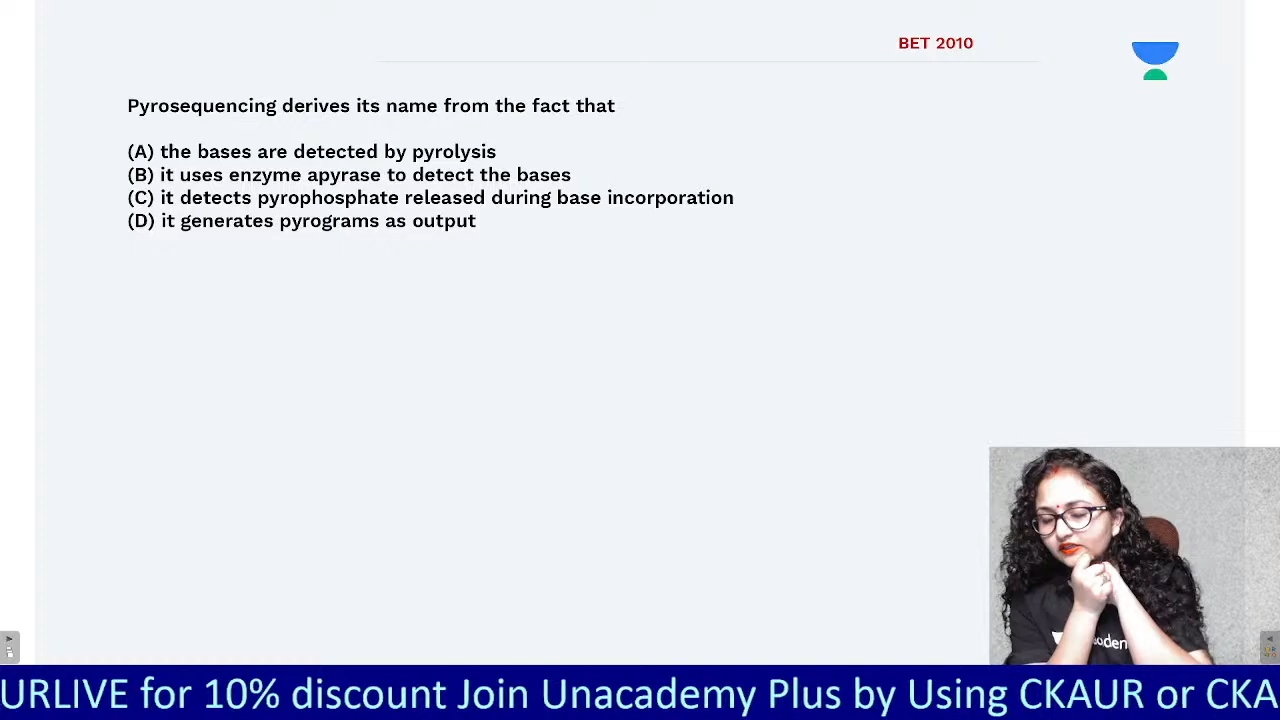 BET 2010
Pyrosequencing derives its name from the fact that
(A) the bases are detected by pyrolysis
(B) it uses enzyme apyrase to detect the bases
(C) it detects pyrophosphate released during base incorporation
(D) it generates pyrograms as output
URLIVE for 10% discount Join Unacademy Plus by Using CKAUR or CKA